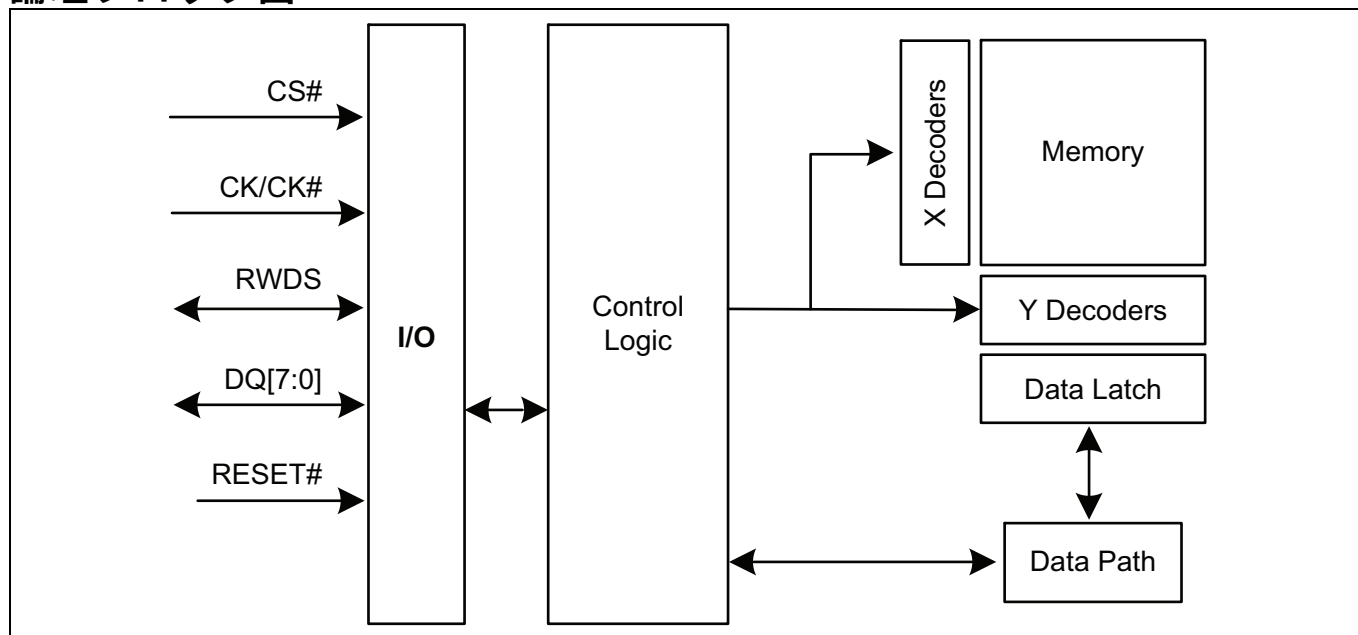 CS#
CK/CK#
RWDS
DQ[7:0]
RESET#
I/O
Control
Logic
X Decoders
Memory
Y Decoders
Data Latch
Data Path